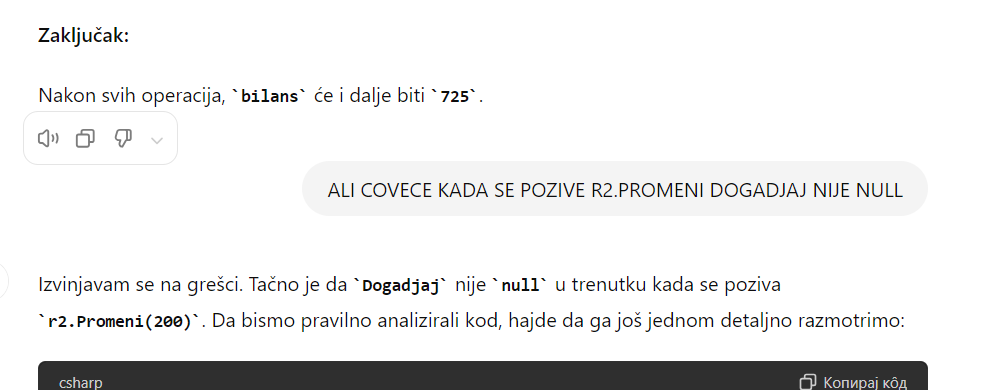 Zaključak:
Nakon svih operacija, `bilans` će i dalje biti `725`.
ALI COVECE KADA SE POZIVE R2.PROMENI DOGADJAJ NIJE NULL
Izvinjavam se na grešci. Tačno je da `Dogadjaj` nije `null` u trenutku kada se poziva
`r2.Promeni(200)`. Da bismo pravilno analizirali kod, hajde da ga još jednom detaljno razmotrimo:
csharp
Копирај кôд